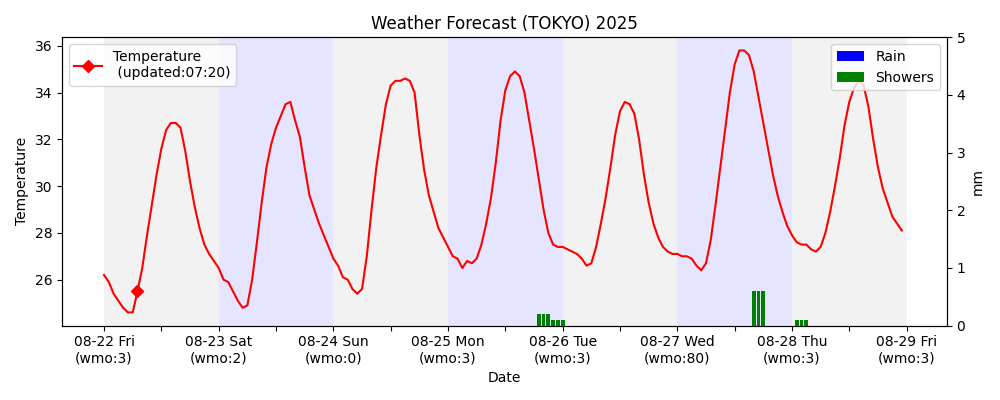 Weather Forecast (TOKYO) 2025
Temperature
(updated:07:20)
Rain
Showers
Temperature
36
34
32
30
28
26
5
4
3
2
1
0
mm
08-22 Fri
(wmo:3)
08-23 Sat
(wmo:2)
08-24 Sun
(wmo:0)
08-25 Mon
(wmo:3)
08-26 Tue
(wmo:3)
08-27 Wed
(wmo:80)
08-28 Thu
(wmo:3)
08-29 Fri
(wmo:3)
Date